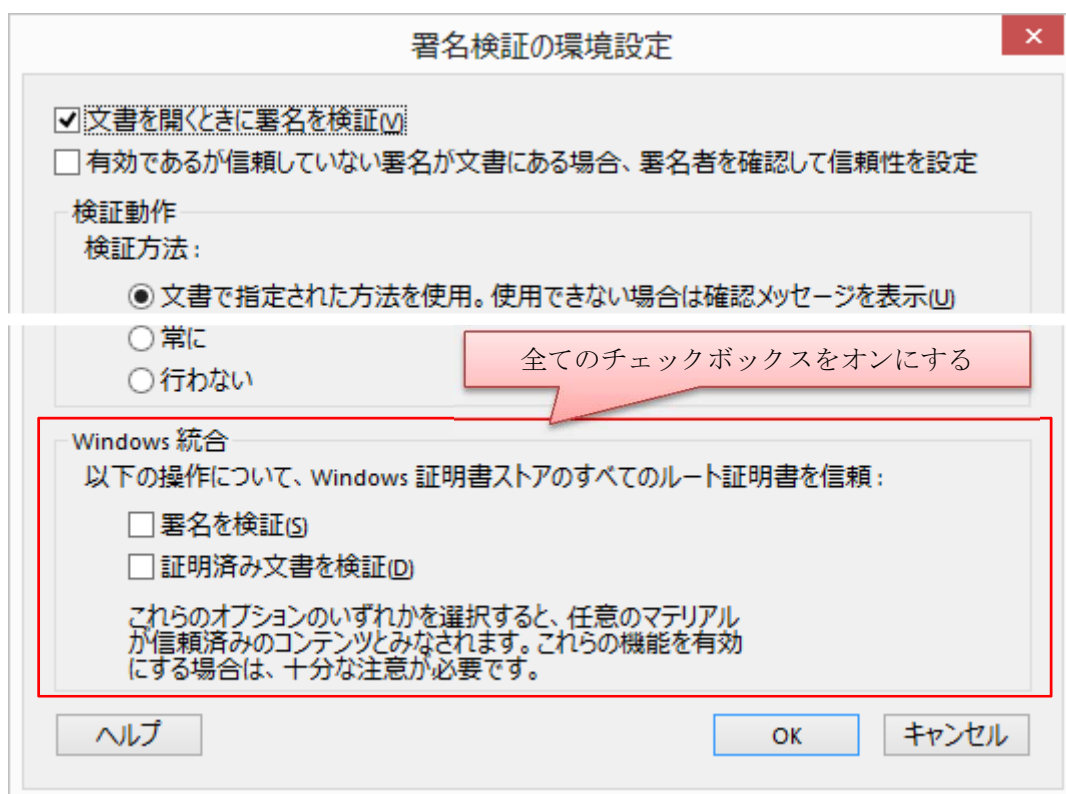 署名検証の環境設定
文書を開くときに署名を検証(V)
有効であるが信頼していない署名が文書にある場合、署名者を確認して信頼性を設定
検証動作
検証方法:
文書で指定された方法を使用。使用できない場合は確認メッセージを表示(U)
常に
行わない
全てのチェックボックスをオンにする
Windows 統合
以下の操作について、Windows 証明書ストアのすべてのルート証明書を信頼:
署名を検証(S)
証明済み文書を検証(D)
これらのオプションのいずれかを選択すると、任意のマテリアル
が信頼済みのコンテンツとみなされます。これらの機能を有効
にする場合は、十分な注意が必要です。
ヘルプ
OK
キャンセル